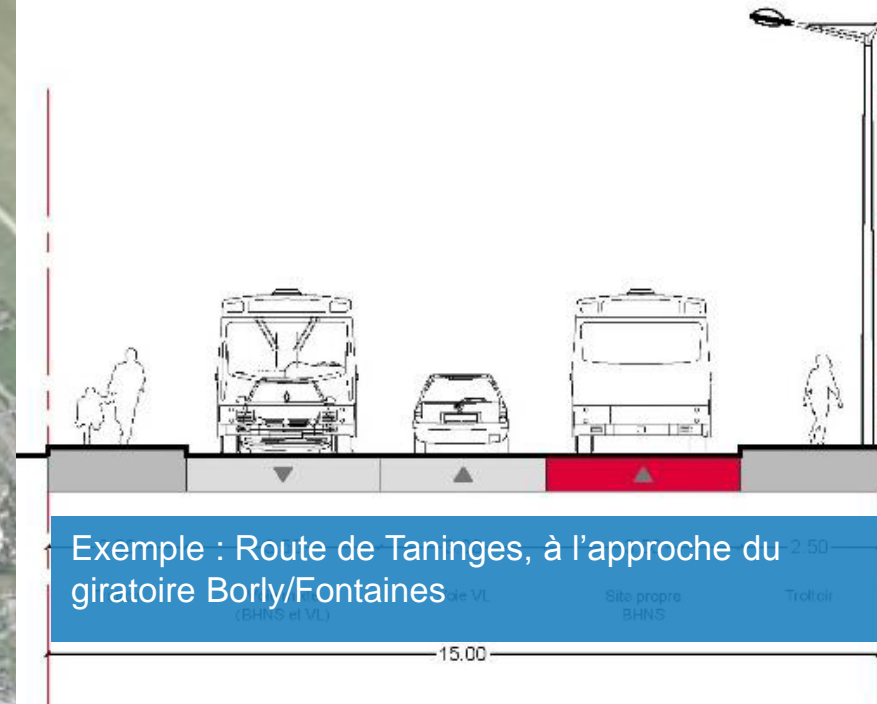 Exemple : Route de Taninges, à l’approche du
giratoire Borly/Fontaines
2.50
(BHNS et VL)
Voie VL
Site propre
BHNS
Trottoir
15.00